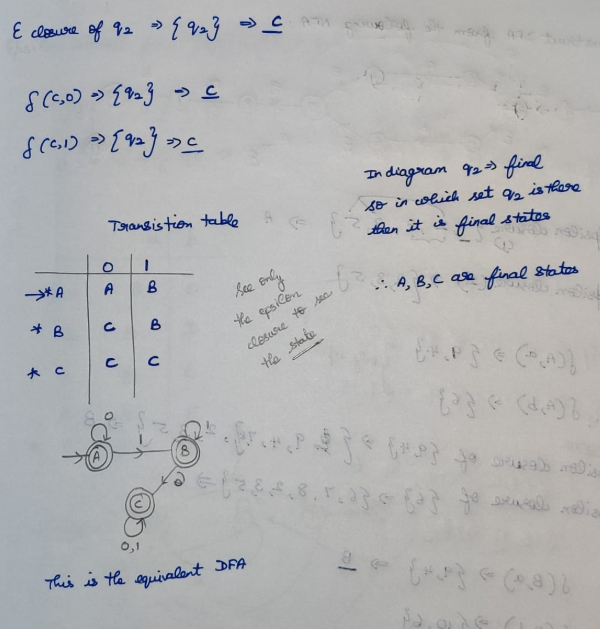 E closure of q2 => {q2} => C
δ(C,0) => {q2} => C
δ(C,1) => {q2} => C
In diagram q2 => final
so in which set q2 is there
then it is final states
∴ A, B, C are final states
Transistion table
0 1
→*A A B
* B C B
* C C C
See only
the epsilon
closure to see
the state
0
1
A 1 B
0
C
0,1
This is the equivalent DFA